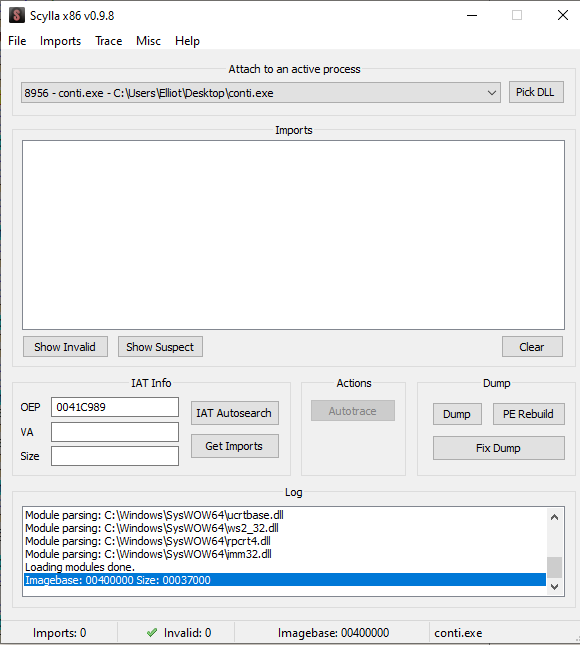 Scylla x86 v0.9.8
File Imports Trace Misc Help
Attach to an active process
8956 - conti.exe - C:\Users\Elliot\Desktop\conti.exe
Pick DLL
Imports
Show Invalid
Show Suspect
Clear
IAT Info
OEP 0041C989
VA
Size
IAT Autosearch
Get Imports
Actions
Autotrace
Dump
Dump
PE Rebuild
Fix Dump
Log
Module parsing: C:\Windows\SysWOW64\ucrtbase.dll
Module parsing: C:\Windows\SysWOW64\ws2_32.dll
Module parsing: C:\Windows\SysWOW64\rpcrt4.dll
Module parsing: C:\Windows\SysWOW64\imm32.dll
Loading modules done.
Imagebase: 00400000 Size: 00037000
Imports: 0
Invalid: 0
Imagebase: 00400000
conti.exe